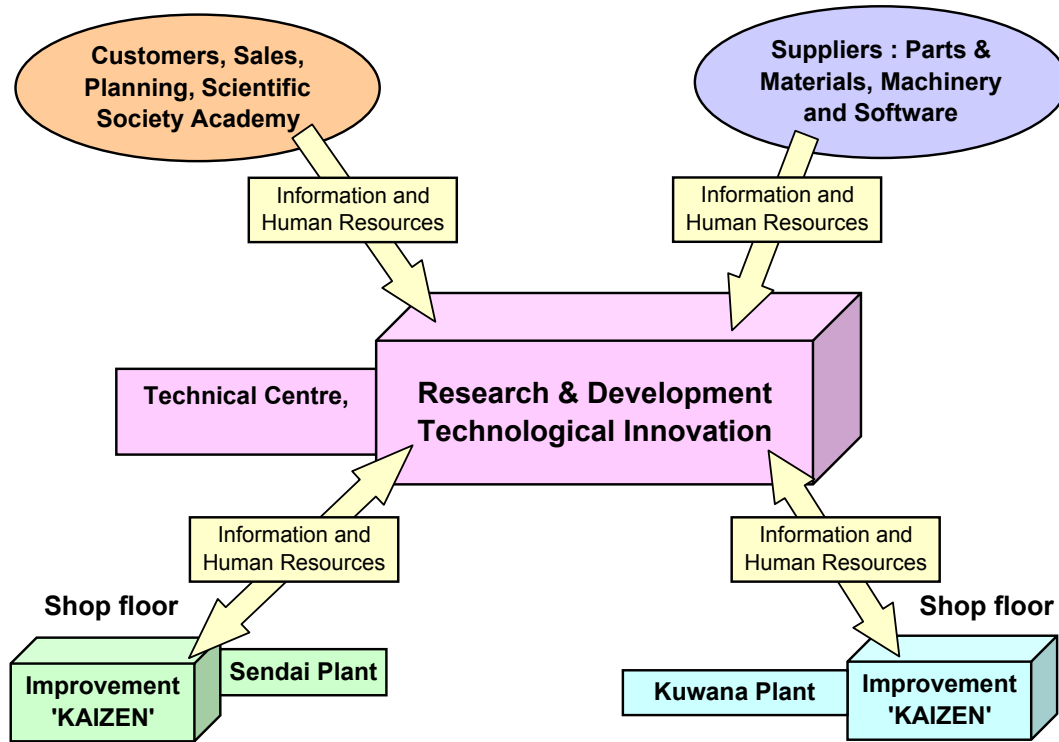 Customers, Sales,
Planning, Scientific
Society Academy
Suppliers : Parts &
Materials, Machinery
and Software
Information and
Human Resources
Information and
Human Resources
Technical Centre,
Research & Development
Technological Innovation
Information and
Human Resources
Information and
Human Resources
Shop floor
Shop floor
Improvement
'KAIZEN'
Sendai Plant
Kuwana Plant
Improvement
'KAIZEN'